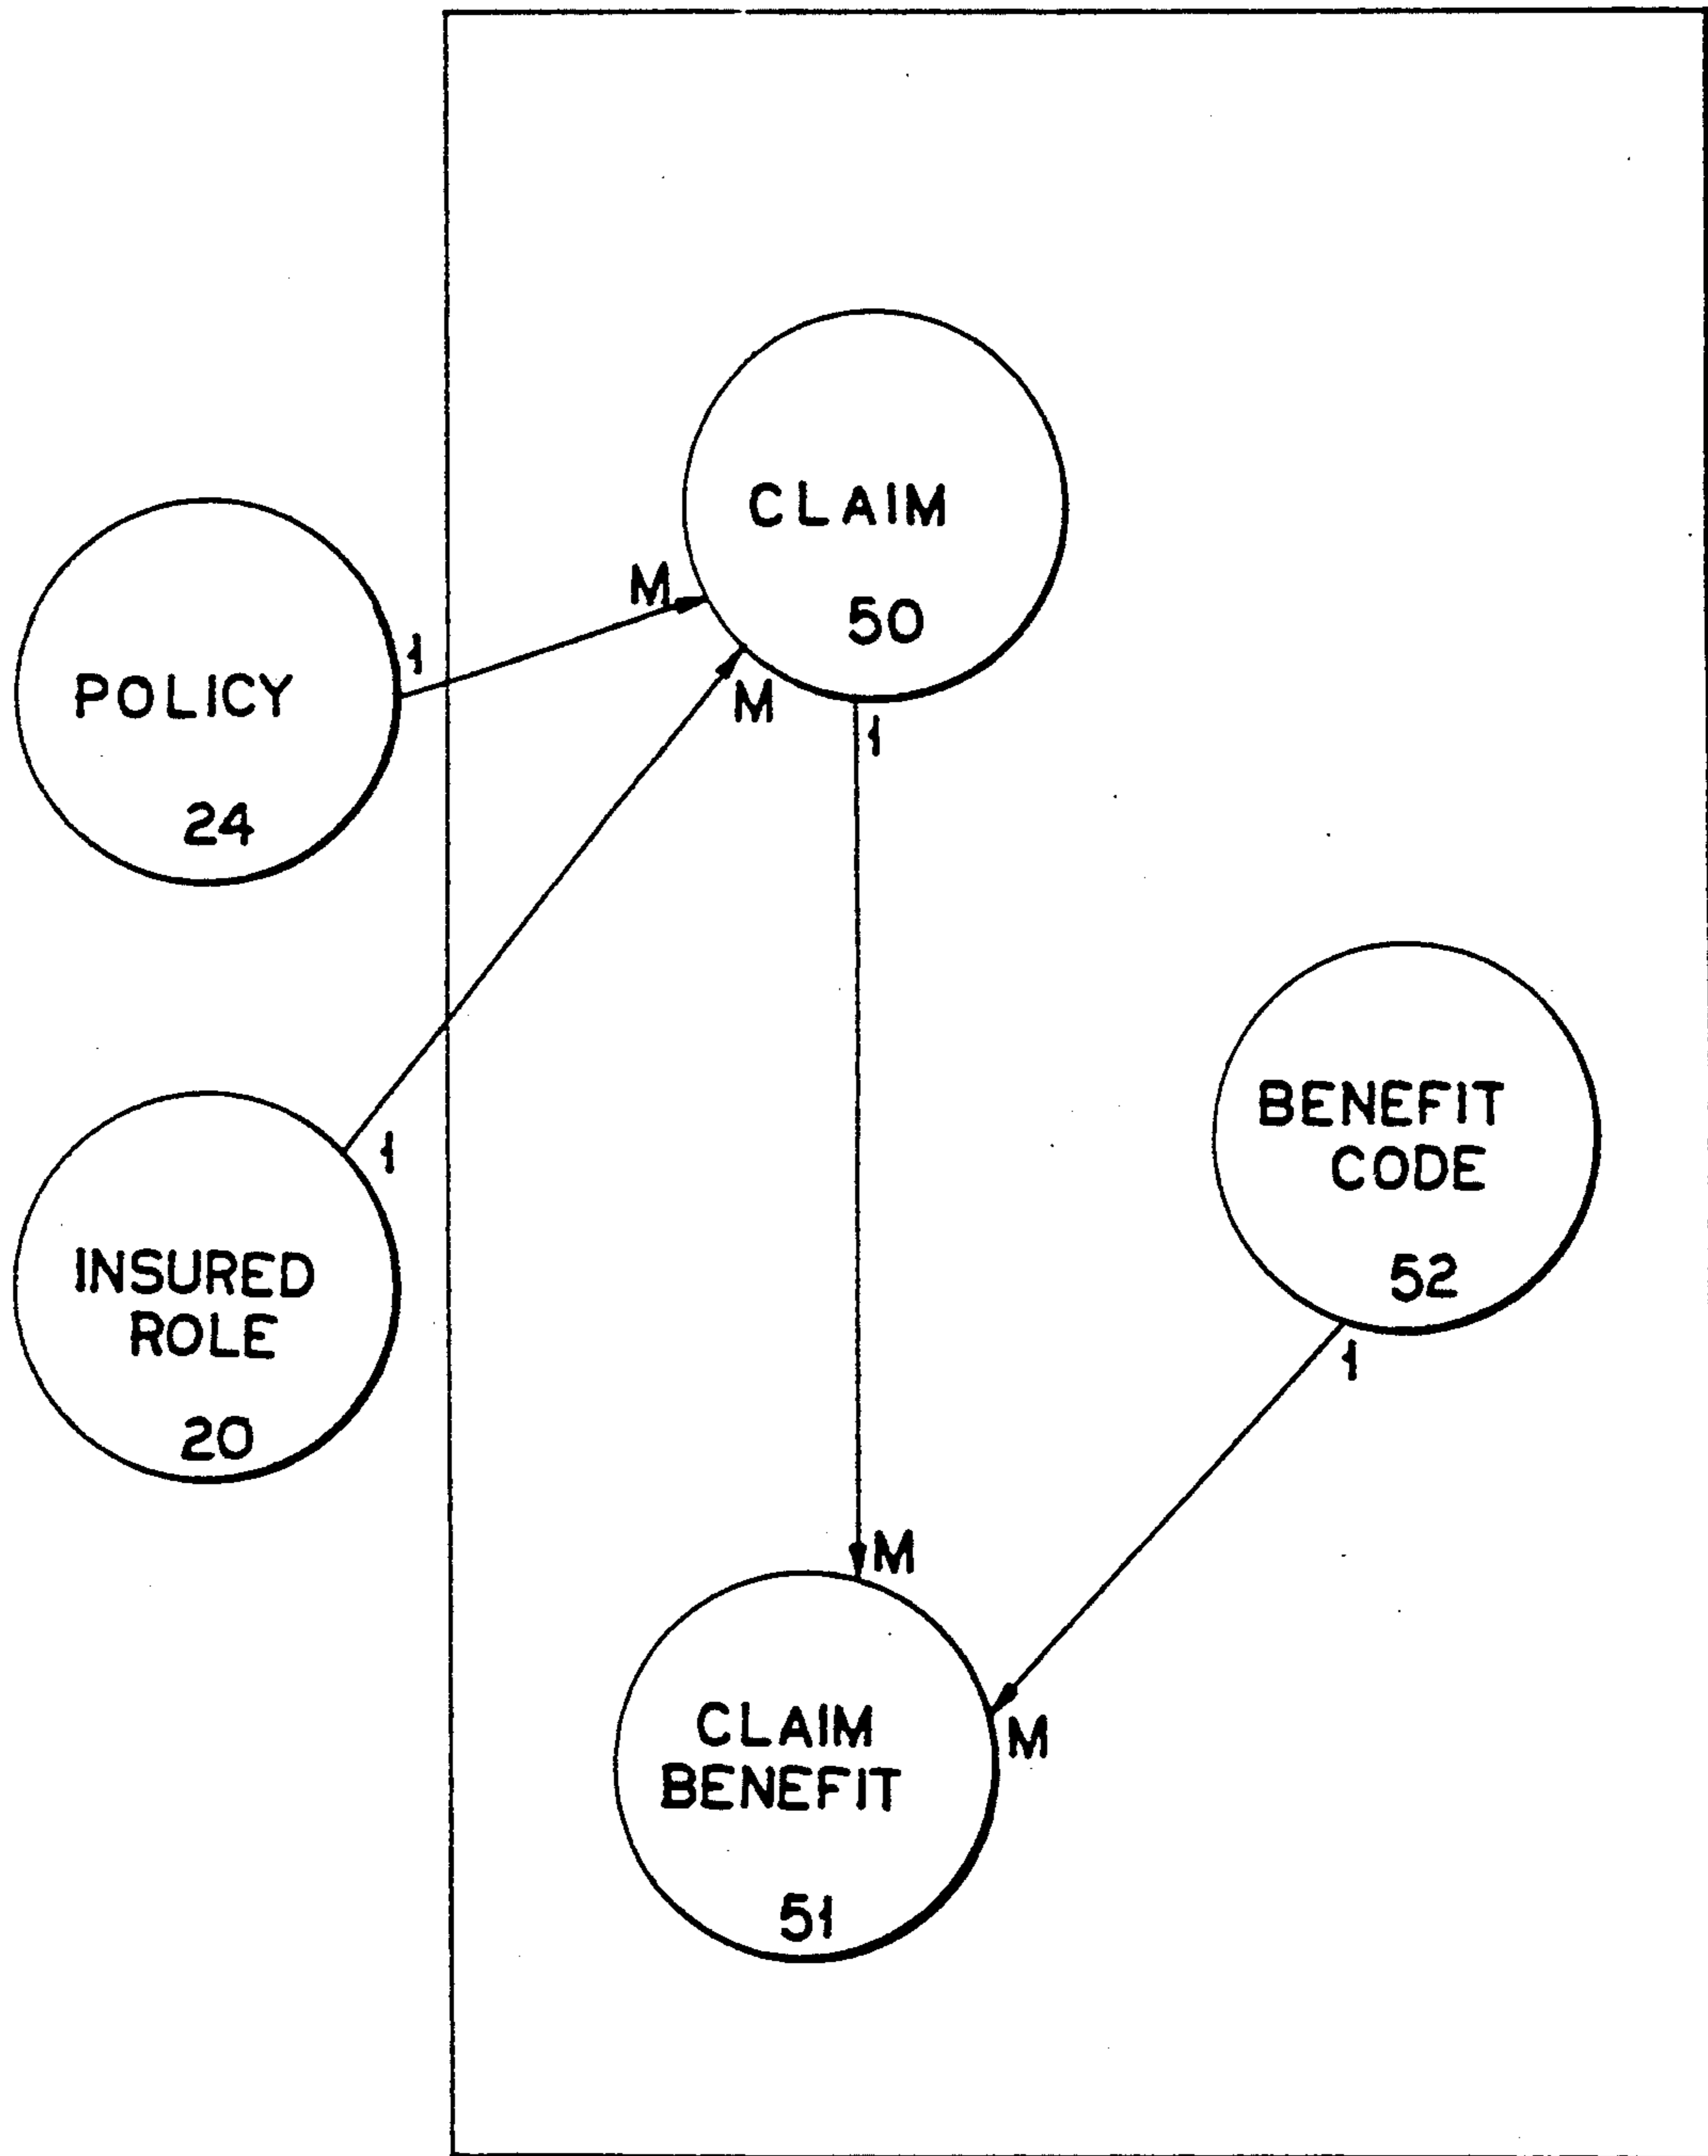 CLAIM
50
M
1
POLICY
24
M
1
1
INSURED
ROLE
20
BENEFIT
CODE
52
1
M
CLAIM
BENEFIT
51
M